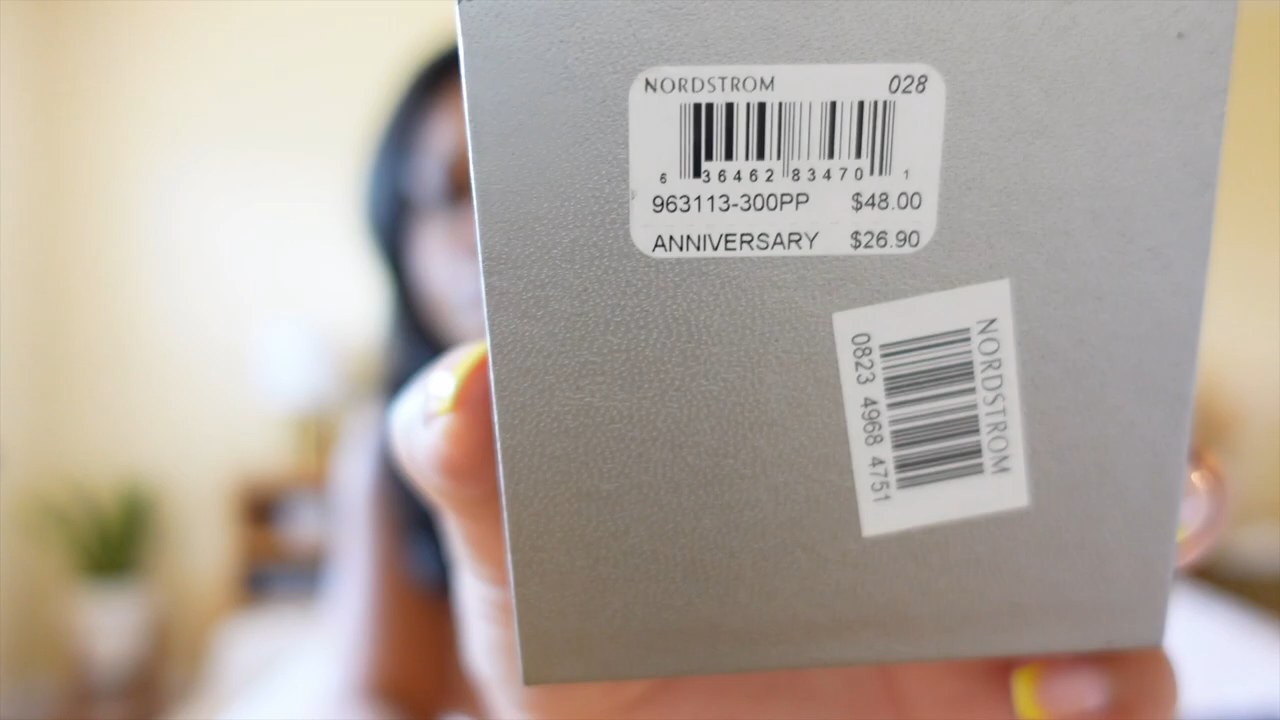 NORDSTROM 028
6 36462 83470 1
963113-300PP $48.00
ANNIVERSARY $26.90
NORDSTROM
0823 4968 4751